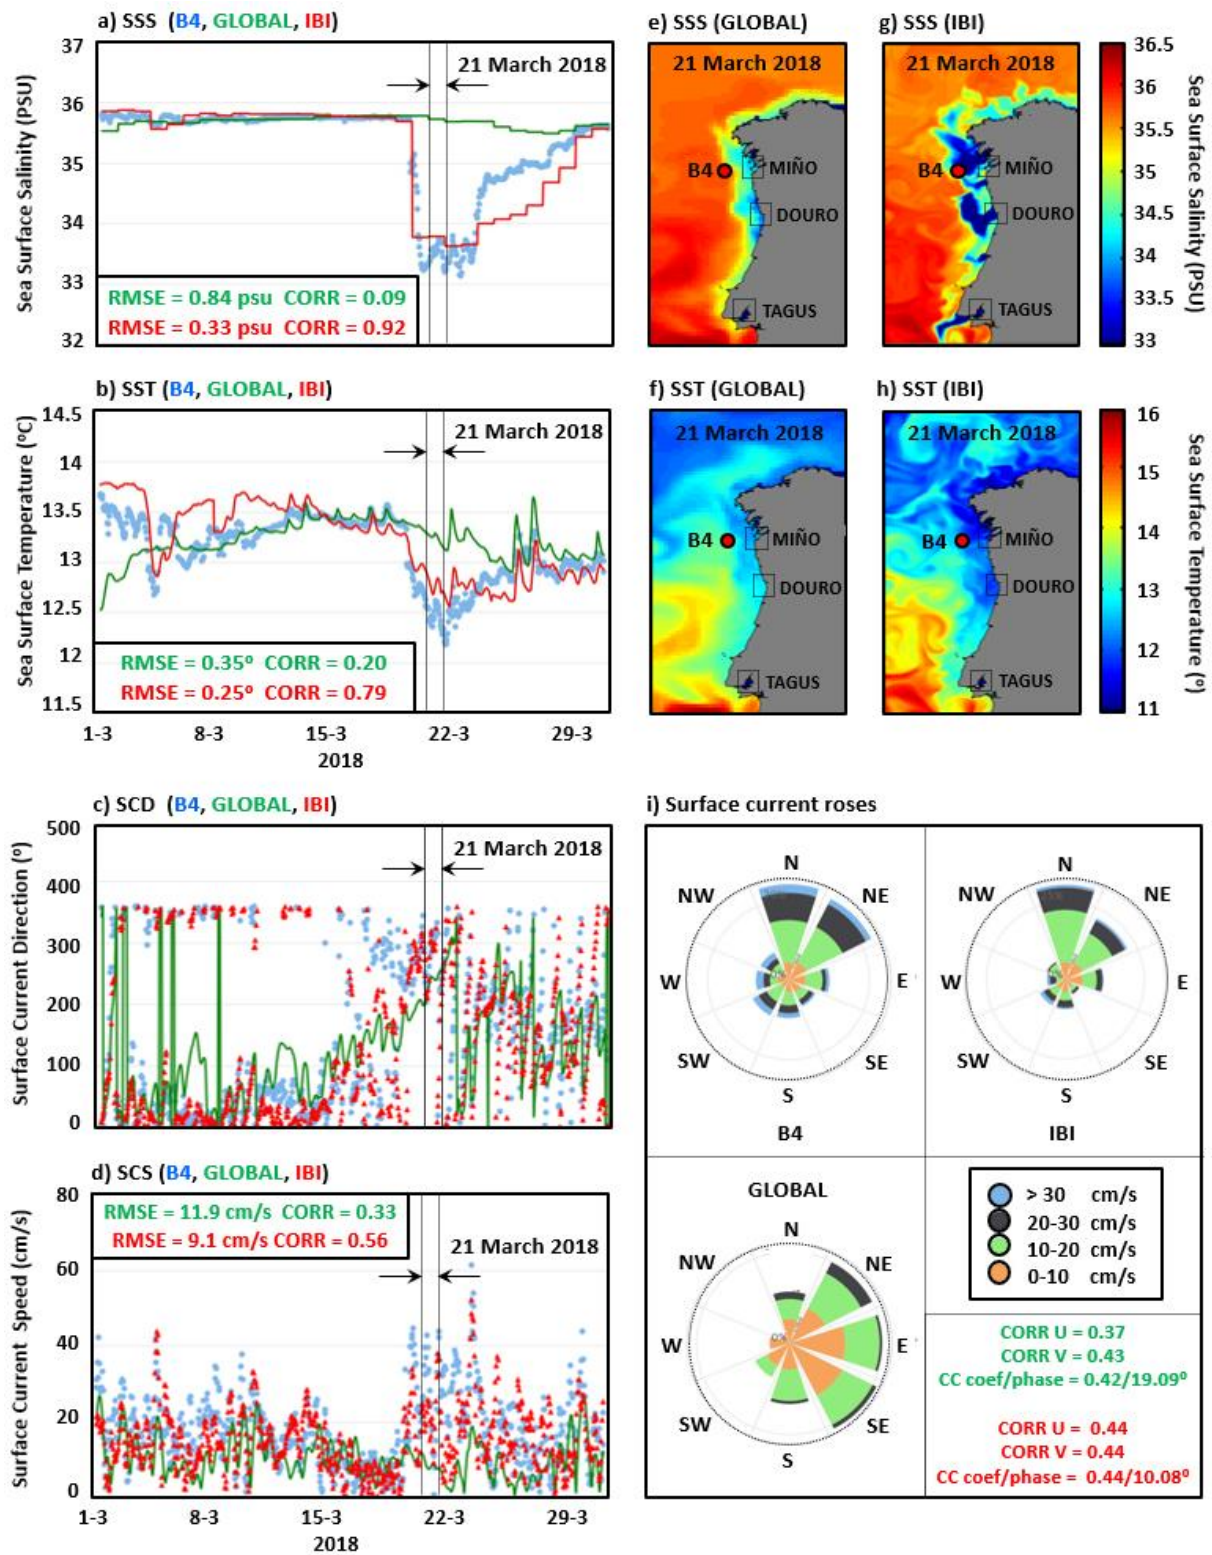 a) SSS (B4, GLOBAL, IBI)
Sea Surface Salinity (PSU)
37
36
35
34
33
32
21 March 2018
RMSE = 0.84 psu CORR = 0.09
RMSE = 0.33 psu CORR = 0.92
e) SSS (GLOBAL)
21 March 2018
B4
MIÑO
DOURO
TAGUS
g) SSS (IBI)
21 March 2018
B4
MIÑO
DOURO
TAGUS
36.5
36
35.5
35
34.5
34
33.5
33
Sea Surface Salinity (PSU)
b) SST (B4, GLOBAL, IBI)
Sea Surface Temperature (ºC)
14.5
14
13.5
13
12.5
12
11.5
21 March 2018
RMSE = 0.35º CORR = 0.20
RMSE = 0.25º CORR = 0.79
1-3
8-3
15-3
22-3
29-3
2018
f) SST (GLOBAL)
21 March 2018
B4
MIÑO
DOURO
TAGUS
h) SST (IBI)
21 March 2018
B4
MIÑO
DOURO
TAGUS
16
15
14
13
12
11
Sea Surface Temperature (º)
c) SCD (B4, GLOBAL, IBI)
Surface Current Direction (º)
500
400
300
200
100
0
21 March 2018
d) SCS (B4, GLOBAL, IBI)
Surface Current Speed (cm/s)
80
60
40
20
0
RMSE = 11.9 cm/s CORR = 0.33
RMSE = 9.1 cm/s CORR = 0.56
21 March 2018
1-3
8-3
15-3
22-3
29-3
2018
i) Surface current roses
N
NE
E
SE
S
SW
W
NW
B4
N
NE
E
SE
S
SW
W
NW
IBI
GLOBAL
N
NE
E
SE
S
SW
W
NW
> 30 cm/s
20-30 cm/s
10-20 cm/s
0-10 cm/s
CORR U = 0.37
CORR V = 0.43
CC coef/phase = 0.42/19.09º
CORR U = 0.44
CORR V = 0.44
CC coef/phase = 0.44/10.08º